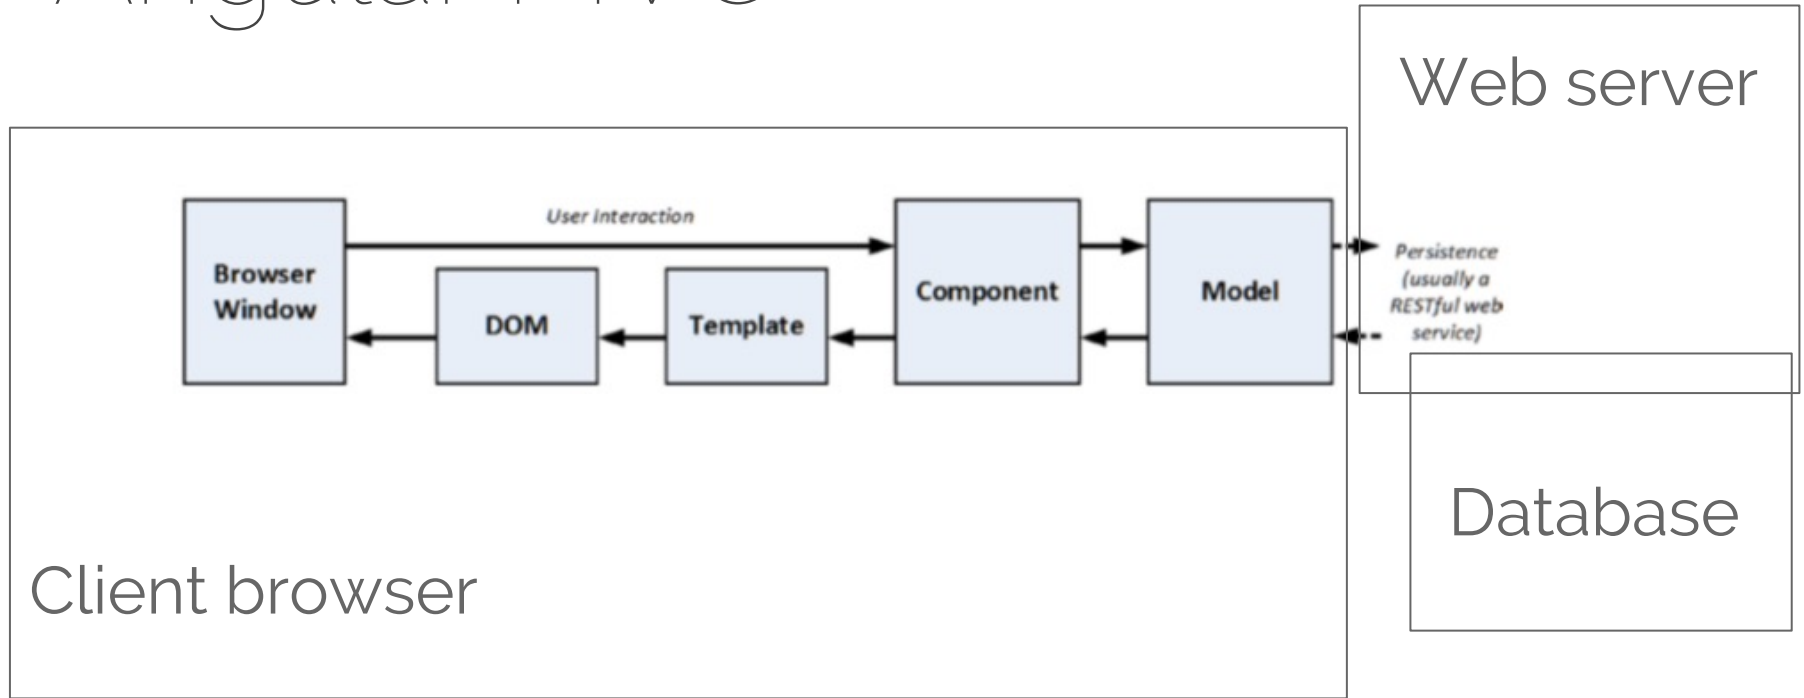 Web server
User Interaction
Browser
Window
DOM
Template
Component
Model
Persistence
(usually a
RESTful web
service)
Database
Client browser